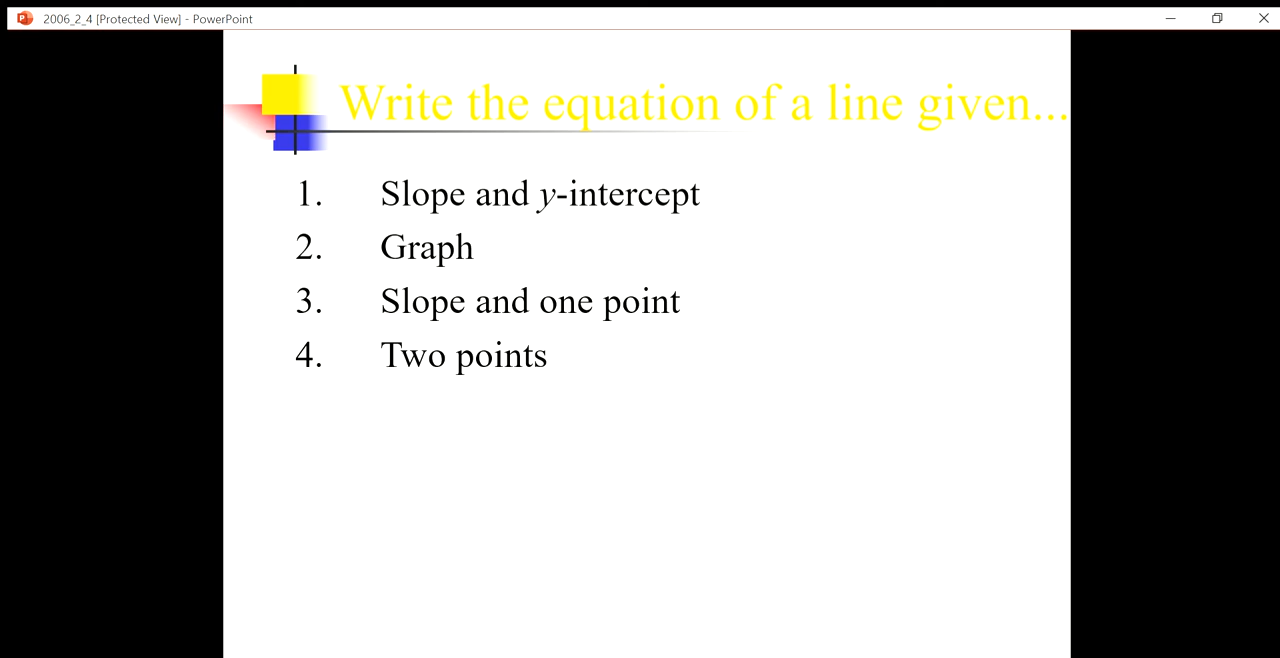 2006_2_4 [Protected View] - PowerPoint
Write the equation of a line given...
1. Slope and y-intercept
2. Graph
3. Slope and one point
4. Two points